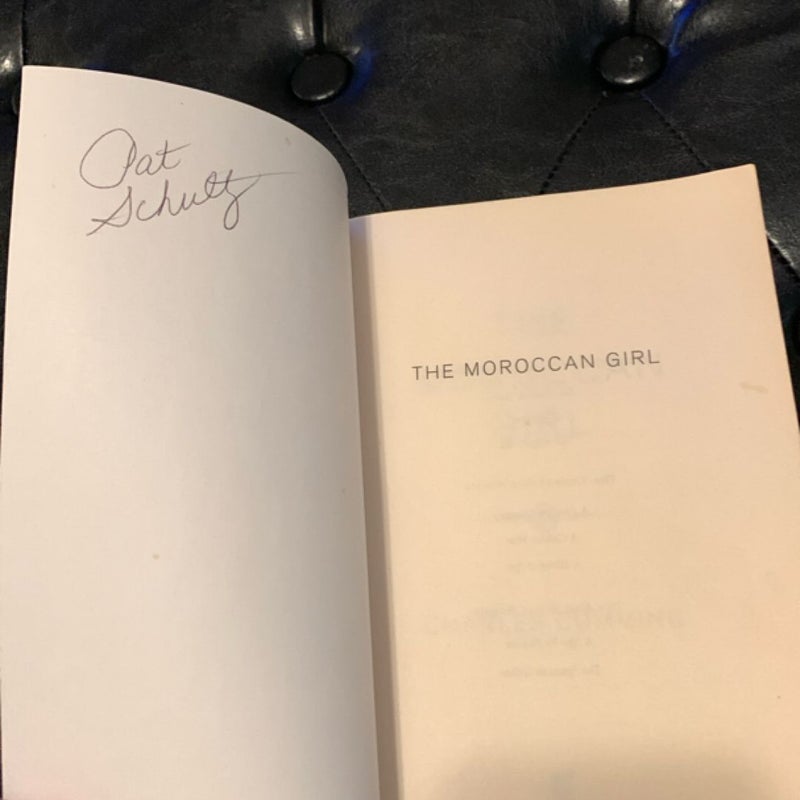 Pat
Schultz
THE MOROCCAN GIRL